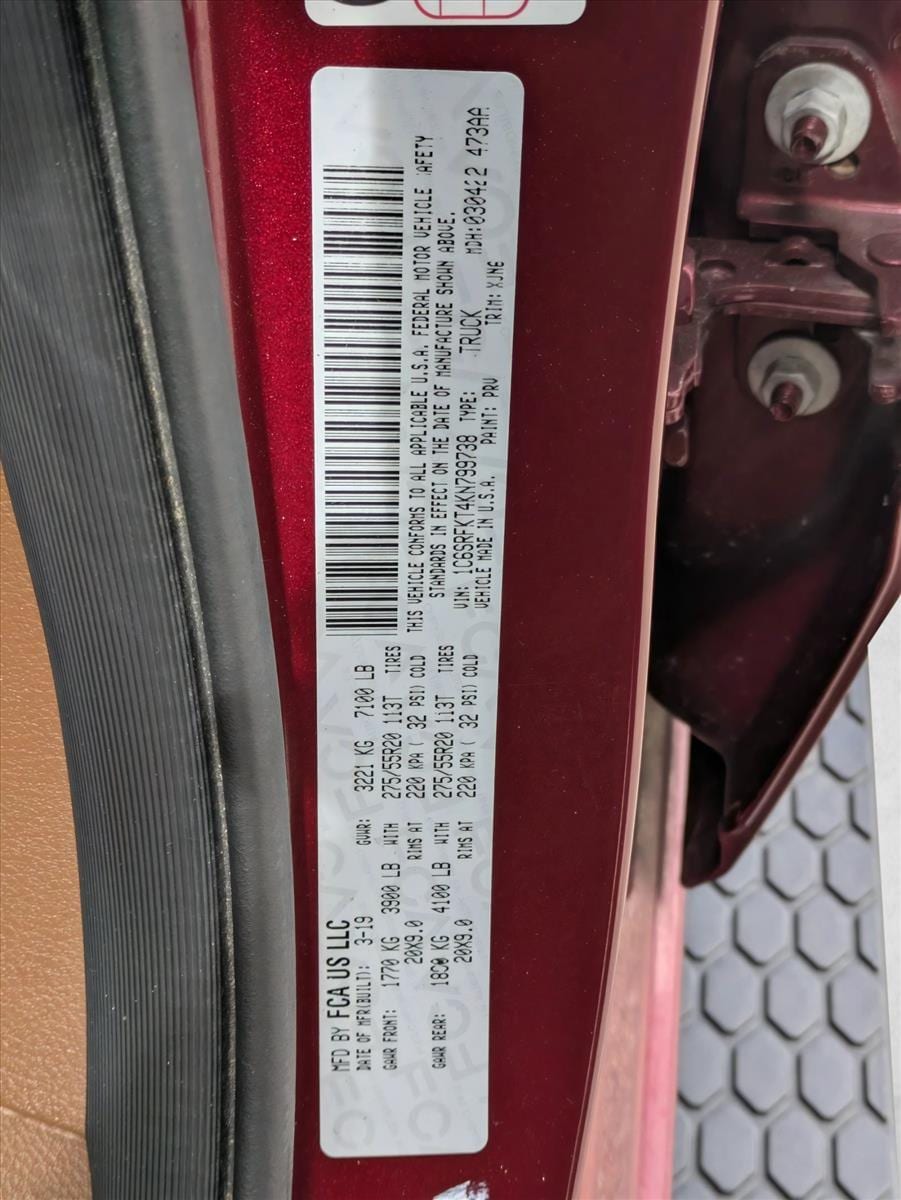 MFD BY FCA US LLC
DATE OF MFR(BUILT): 3-19 GVWR: 3221 KG 7100 LB
GAWR FRONT: 1770 KG 3900 LB WITH 275/55R20 113T TIRES
20X9.0 RIMS AT 220 KPA ( 32 PSI) COLD
GAWR REAR: KG 4100 LB WITH 275/55R20 113T TIRES
20X9.0 RIMS AT 220 KPA ( 32 PSI) COLD
THIS VEHICLE CONFORMS TO ALL APPLICABLE U.S.A. FEDERAL MOTOR VEHICLE AFETY
STANDARDS IN EFFECT ON THE DATE OF MANUFACTURE SHOWN ABOVE.
VIN: 1C6SRFKT4KN799738 TYPE: TRUCK MDH:030422 473AA
VEHICLE MADE IN U.S.A. PAINT: PRV TRIM: XJN6